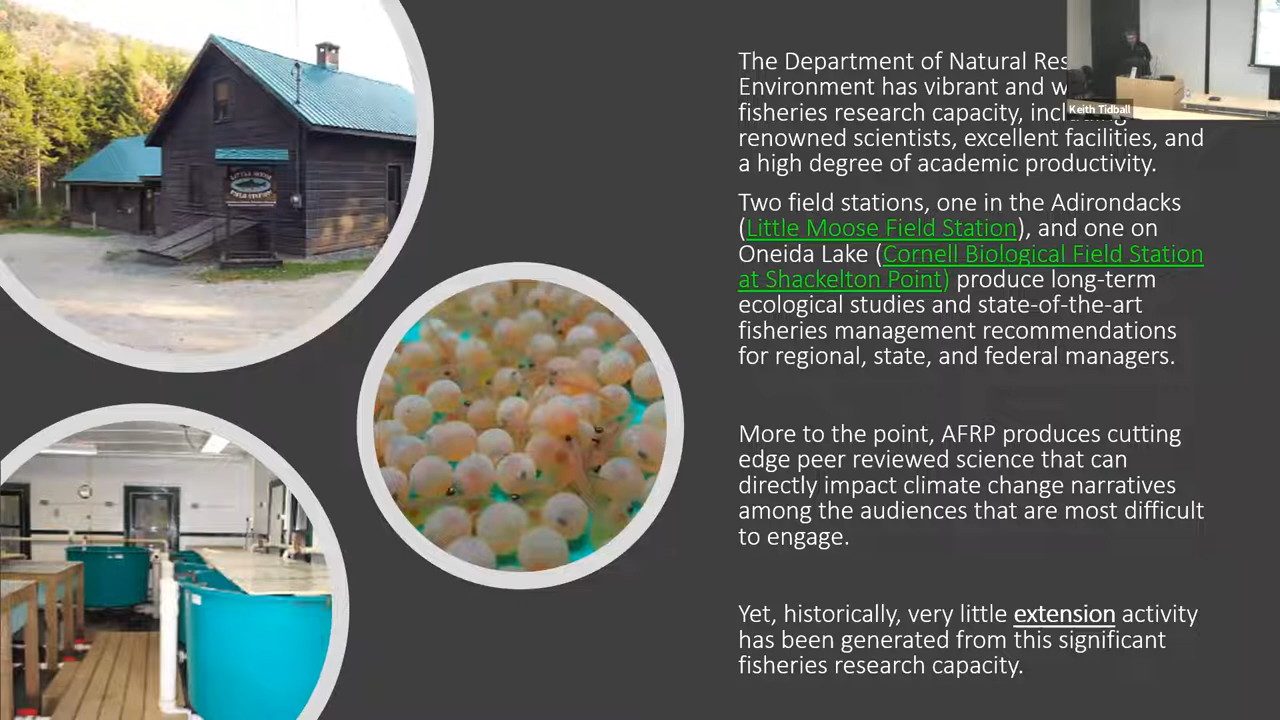 The Department of Natural Res
Environment has vibrant and w
fisheries research capacity, including
renowned scientists, excellent facilities, and
a high degree of academic productivity.
Two field stations, one in the Adirondacks
(Little Moose Field Station), and one on
Oneida Lake (Cornell Biological Field Station
at Shackelton Point) produce long-term
ecological studies and state-of-the-art
fisheries management recommendations
for regional, state, and federal managers.
More to the point, AFRP produces cutting
edge peer reviewed science that can
directly impact climate change narratives
among the audiences that are most difficult
to engage.
Yet, historically, very little extension activity
has been generated from this significant
fisheries research capacity.
Keith Tidball
LITTLE MOOSE
FIELD STATION